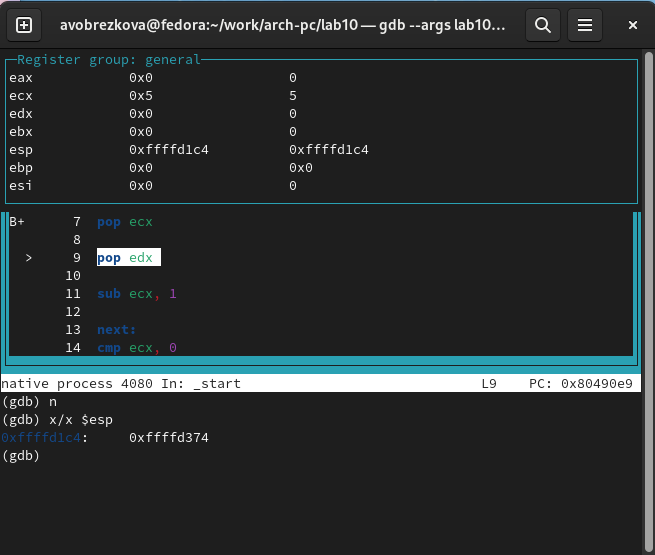 avobrezkova@fedora:~/work/arch-pc/lab10 — gdb --args lab10...
Register group: general
eax 0x0 0
ecx 0x5 5
edx 0x0 0
ebx 0x0 0
esp 0xffffd1c4 0xffffd1c4
ebp 0x0 0x0
esi 0x0 0
B+ 7 pop ecx
8
> 9 pop edx
10
11 sub ecx, 1
12
13 next:
14 cmp ecx, 0
native process 4080 In: _start L9 PC: 0x80490e9
(gdb) n
(gdb) x/x $esp
0xffffd1c4: 0xffffd374
(gdb)